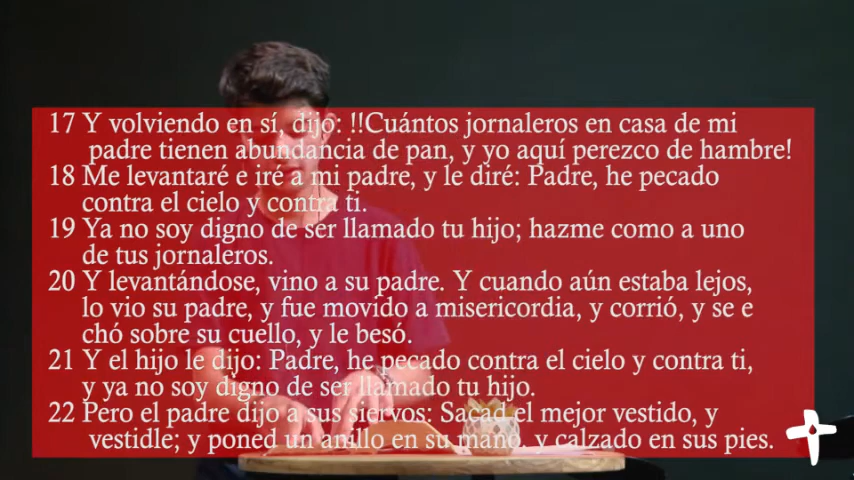 17 Y volviendo en sí, dijo: !!Cuántos jornaleros en casa de mi
padre tienen abundancia de pan, y yo aquí perezco de hambre!
18 Me levantaré e iré a mi padre, y le diré: Padre, he pecado
contra el cielo y contra ti.
19 Ya no soy digno de ser llamado tu hijo; hazme como a uno
de tus jornaleros.
20 Y levantándose, vino a su padre. Y cuando aún estaba lejos,
lo vio su padre, y fue movido a misericordia, y corrió, y se e
chó sobre su cuello, y le besó.
21 Y el hijo le dijo: Padre, he pecado contra el cielo y contra ti,
y ya no soy digno de ser llamado tu hijo.
22 Pero el padre dijo a sus siervos: Sacad el mejor vestido, y
vestidle; y poned un anillo en su mano, y calzado en sus pies.